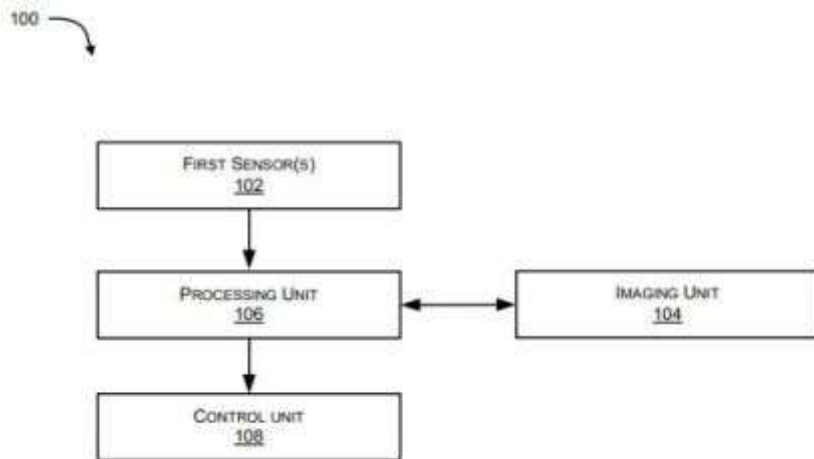 100
FIRST SENSOR(S)
102
PROCESSING UNIT
106
IMAGING UNIT
104
CONTROL UNIT
108